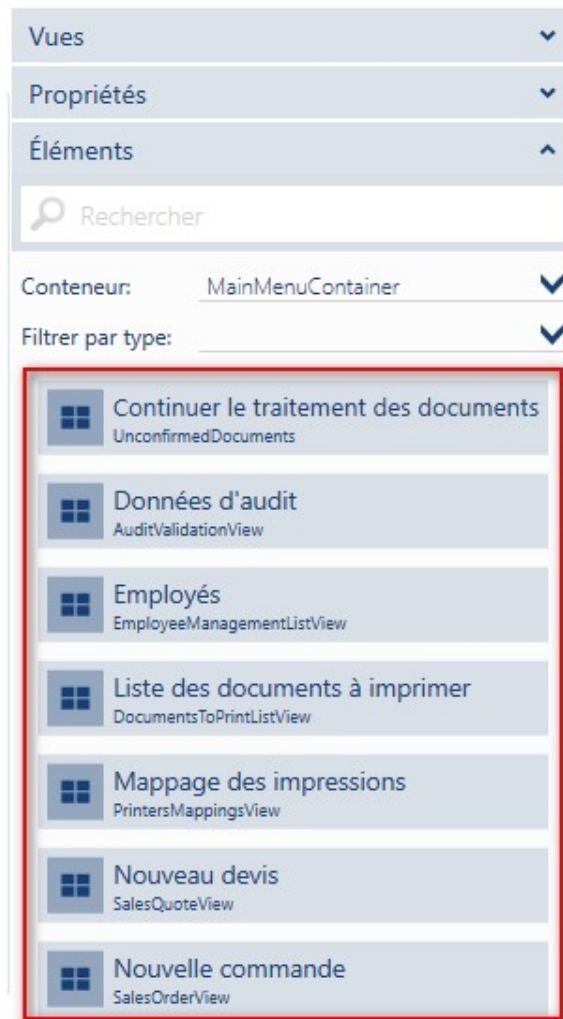 Vues
Propriétés
Éléments
Rechercher
Conteneur: MainMenuContainer
Filtrer par type:
Continuer le traitement des documents
UnconfirmedDocuments
Données d'audit
AuditValidationView
Employés
EmployeeManagementListView
Liste des documents à imprimer
DocumentsToPrintListView
Mappage des impressions
PrintersMappingsView
Nouveau devis
SalesQuoteView
Nouvelle commande
SalesOrderView